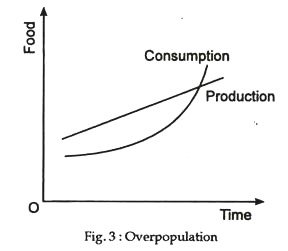 Food
Consumption
Production
O
Time
Fig. 3 : Overpopulation